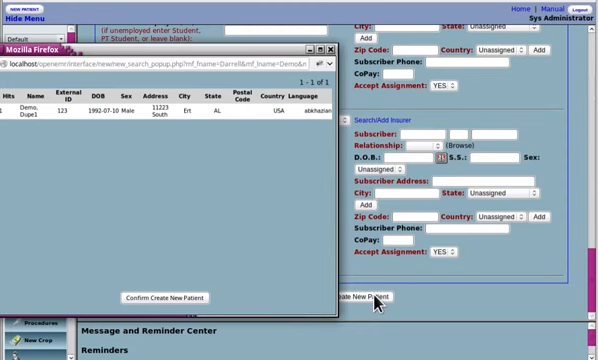 NEW PATIENT
Home | Manual Logout
Hide Menu
Sys Administrator
Default
(if unemployed enter Student,
PT Student, or leave blank):
City: State: Unassigned
Add
Zip Code: Country: Unassigned Add
Subscriber Phone:
CoPay:
Accept Assignment: YES
Mozilla Firefox
localhost/openemr/interface/new/new_search_popup.php?mf_fname=Darrell&mf_lname=Demo&n
1 - 1 of 1
Hits Name External ID DOB Sex Address City State Postal Code Country Language
1 Demo, Dupe1 123 1992-07-10 Male 11223 South Ert AL USA abkhazian
Confirm Create New Patient
Search/Add Insurer
Subscriber:
Relationship: (Browse)
D.O.B.: S.S.: Sex:
Unassigned
Subscriber Address:
City: State: Unassigned
Add
Zip Code: Country: Unassigned Add
Subscriber Phone:
CoPay:
Accept Assignment: YES
Create New Patient
Procedures
New Crop
Message and Reminder Center
Reminders